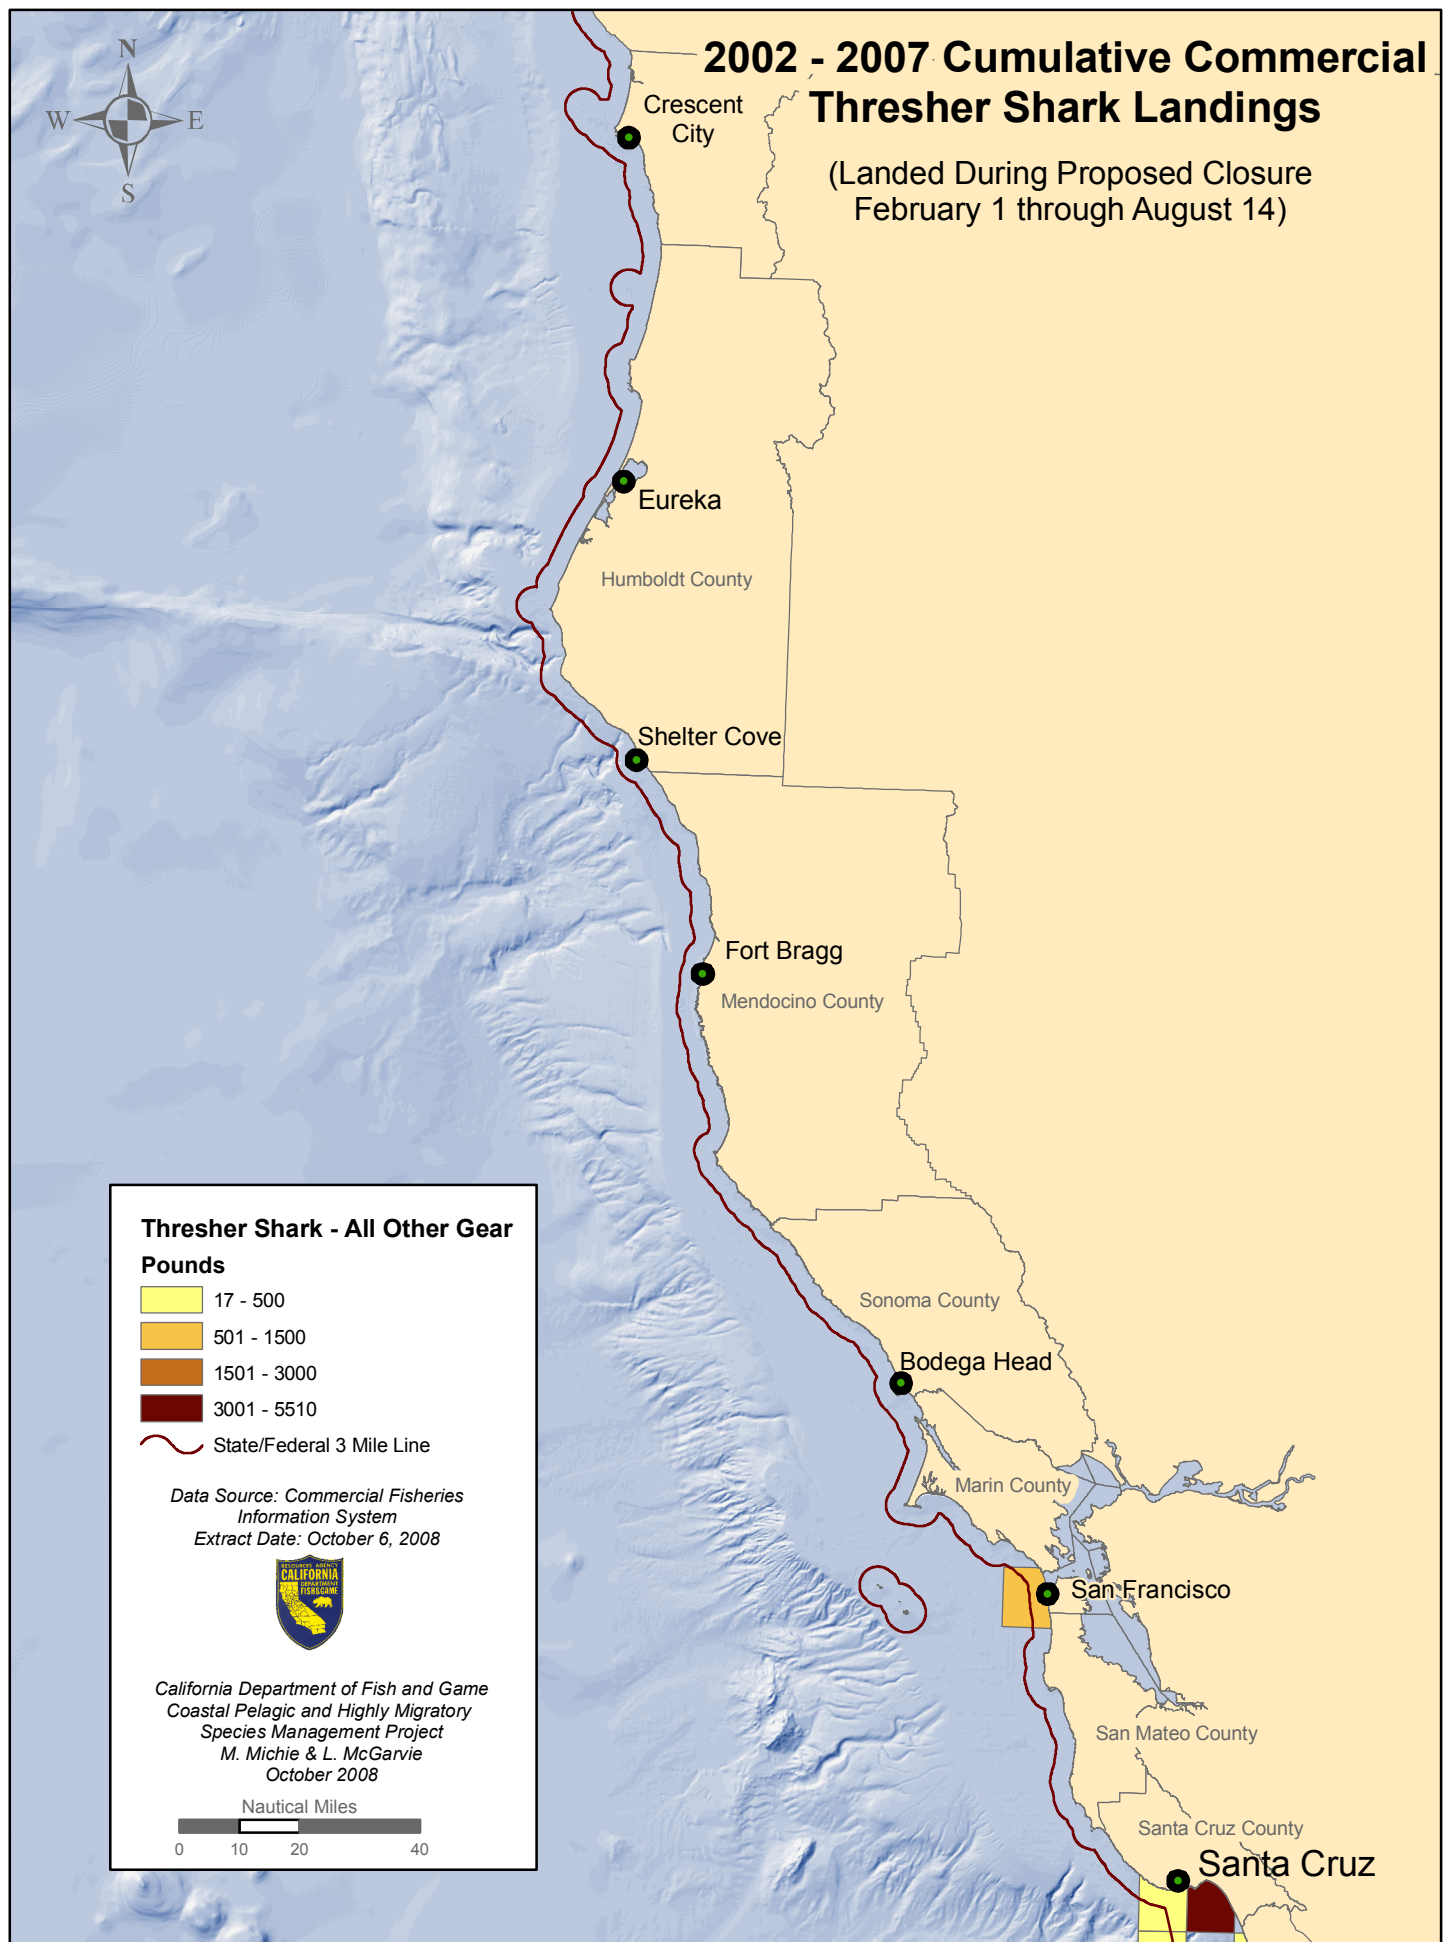 2002 - 2007 Cumulative Commercial
Thresher Shark Landings
(Landed During Proposed Closure
February 1 through August 14)
N
W
E
S
Crescent
City
Eureka
Humboldt County
Shelter Cove
Fort Bragg
Mendocino County
Sonoma County
Bodega Head
Marin County
San Francisco
San Mateo County
Santa Cruz County
Santa Cruz
Thresher Shark - All Other Gear
Pounds
17 - 500
501 - 1500
1501 - 3000
3001 - 5510
State/Federal 3 Mile Line
Data Source: Commercial Fisheries
Information System
Extract Date: October 6, 2008
RESOURCES AGENCY
CALIFORNIA
DEPARTMENT
FISH&GAME
California Department of Fish and Game
Coastal Pelagic and Highly Migratory
Species Management Project
M. Michie & L. McGarvie
October 2008
Nautical Miles
0 10 20 40